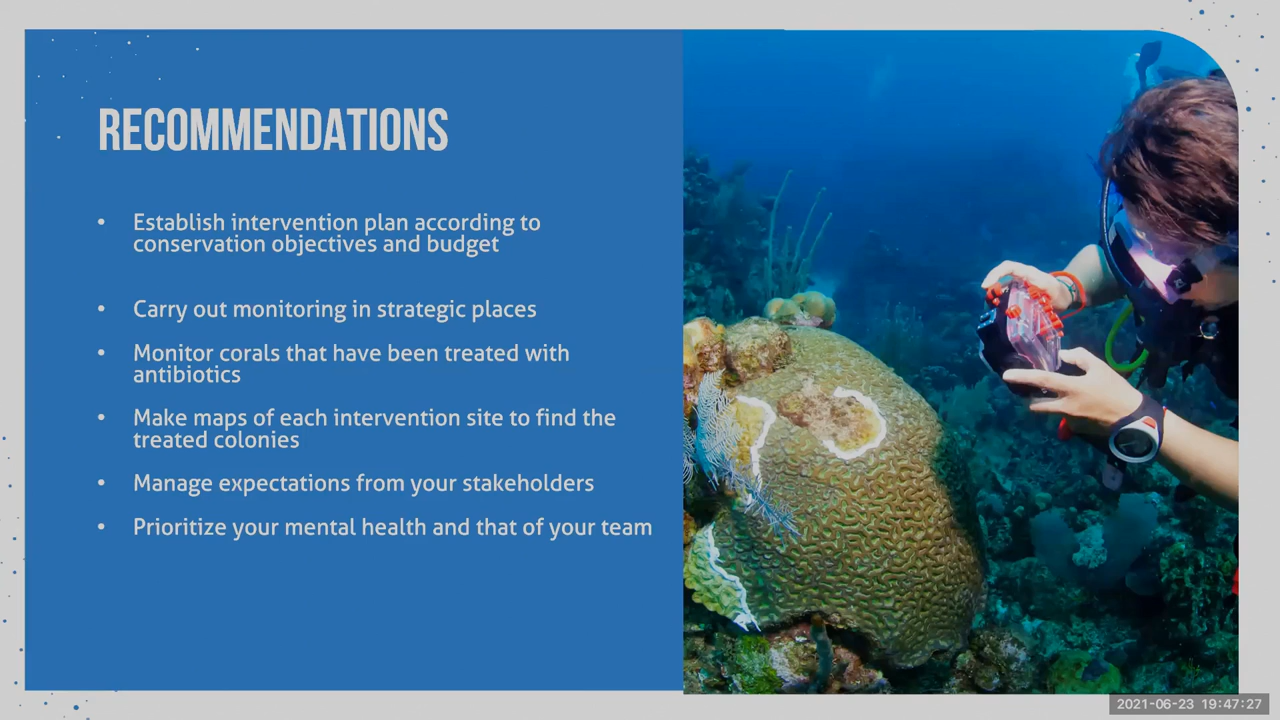 RECOMMENDATIONS
• Establish intervention plan according to
conservation objectives and budget
• Carry out monitoring in strategic places
• Monitor corals that have been treated with
antibiotics
• Make maps of each intervention site to find the
treated colonies
• Manage expectations from your stakeholders
• Prioritize your mental health and that of your team
2021-06-23 19:47:27